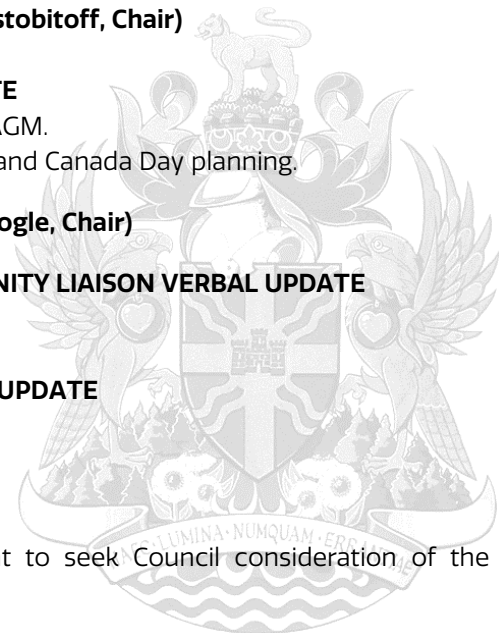 stobitoff, Chair)
TE
AGM.
and Canada Day planning.
ogle, Chair)
NITY LIAISON VERBAL UPDATE
UPDATE
LUMINA · NUMQUAM ·
t to seek Council consideration of the